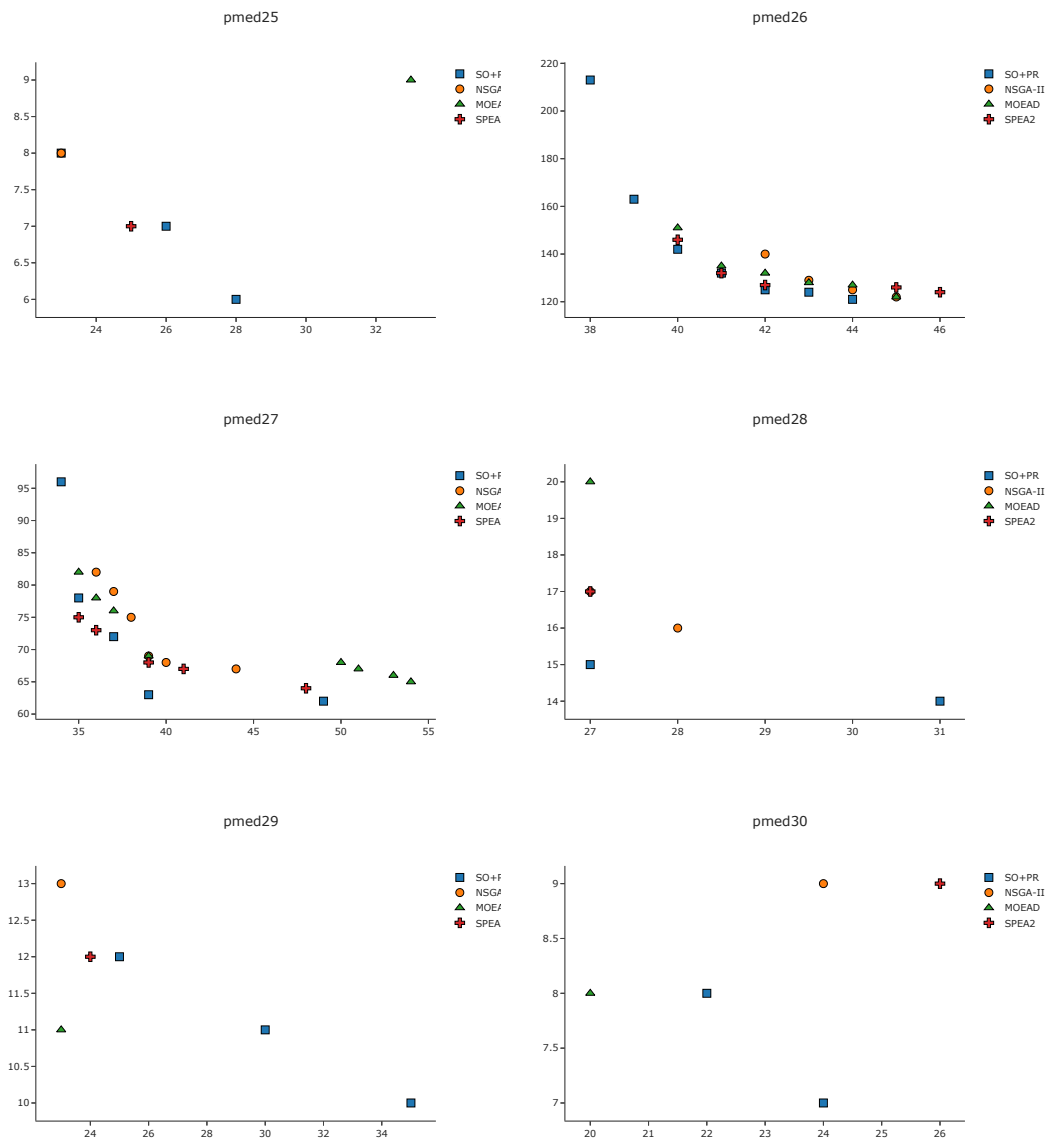 pmed25
9
8.5
8
7.5
7
6.5
6
24
26
28
30
32
SO+P
NSGA-
MOEA
SPEA
pmed26
220
200
180
160
140
120
38
40
42
44
46
SO+PR
NSGA-II
MOEAD
SPEA2
pmed27
95
90
85
80
75
70
65
60
35
40
45
50
55
SO+P
NSGA-
MOEA
SPEA
pmed28
20
19
18
17
16
15
14
27
28
29
30
31
SO+PR
NSGA-II
MOEAD
SPEA2
pmed29
13
12.5
12
11.5
11
10.5
10
24
26
28
30
32
34
SO+P
NSGA-
MOEA
SPEA
pmed30
9
8.5
8
7.5
7
20
21
22
23
24
25
26
SO+PR
NSGA-II
MOEAD
SPEA2